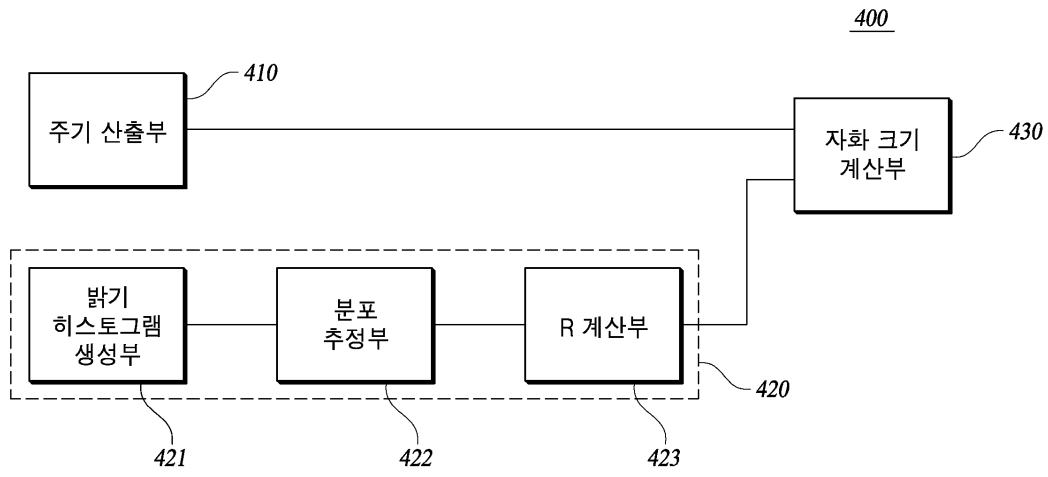 400
410
주기 산출부
자화 크기
계산부
430
밝기
히스토그램
생성부
분포
추정부
R 계산부
420
421
422
423